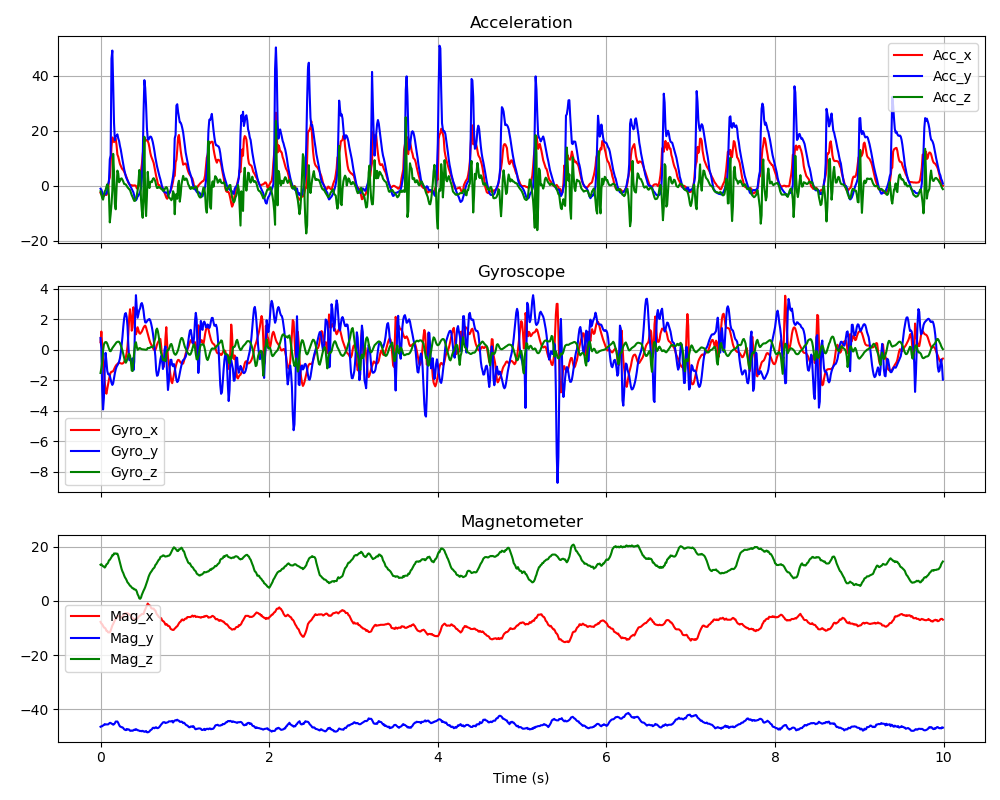 Acceleration
40
20
0
−20
Acc_x
Acc_y
Acc_z
Gyroscope
4
2
0
−2
−4
−6
−8
Gyro_x
Gyro_y
Gyro_z
Magnetometer
20
0
−20
−40
Mag_x
Mag_y
Mag_z
0 2 4 6 8 10
Time (s)